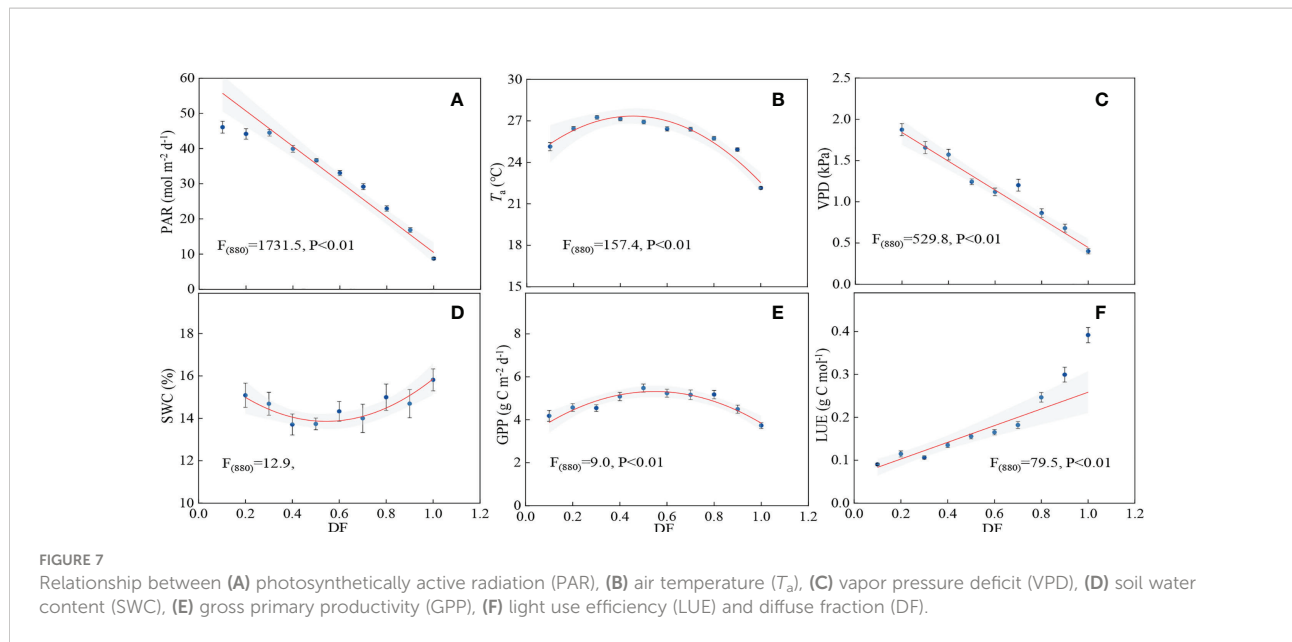 60
50
40
30
20
10
0
PAR (mol m⁻² d⁻¹)
A
F(880)=1731.5, P<0.01
30
27
24
21
18
15
Tₐ (°C)
B
F(880)=157.4, P<0.01
2.5
2.0
1.5
1.0
0.5
0.0
VPD (kPa)
C
F(880)=529.8, P<0.01
16
14
12
10
SWC (%)
D
F(880)=12.9,
0.0 0.2 0.4 0.6 0.8 1.0 1.2
DF
8
6
4
2
0
GPP (g C m⁻² d⁻¹)
E
F(880)=9.0, P<0.01
0.0 0.2 0.4 0.6 0.8 1.0 1.2
DF
0.4
0.3
0.2
0.1
0.0
LUE (g C mol⁻¹)
F
F(880)=79.5, P<0.01
0.0 0.2 0.4 0.6 0.8 1.0 1.2
DF
FIGURE 7
Relationship between (A) photosynthetically active radiation (PAR), (B) air temperature (Tₐ), (C) vapor pressure deficit (VPD), (D) soil water
content (SWC), (E) gross primary productivity (GPP), (F) light use efficiency (LUE) and diffuse fraction (DF).